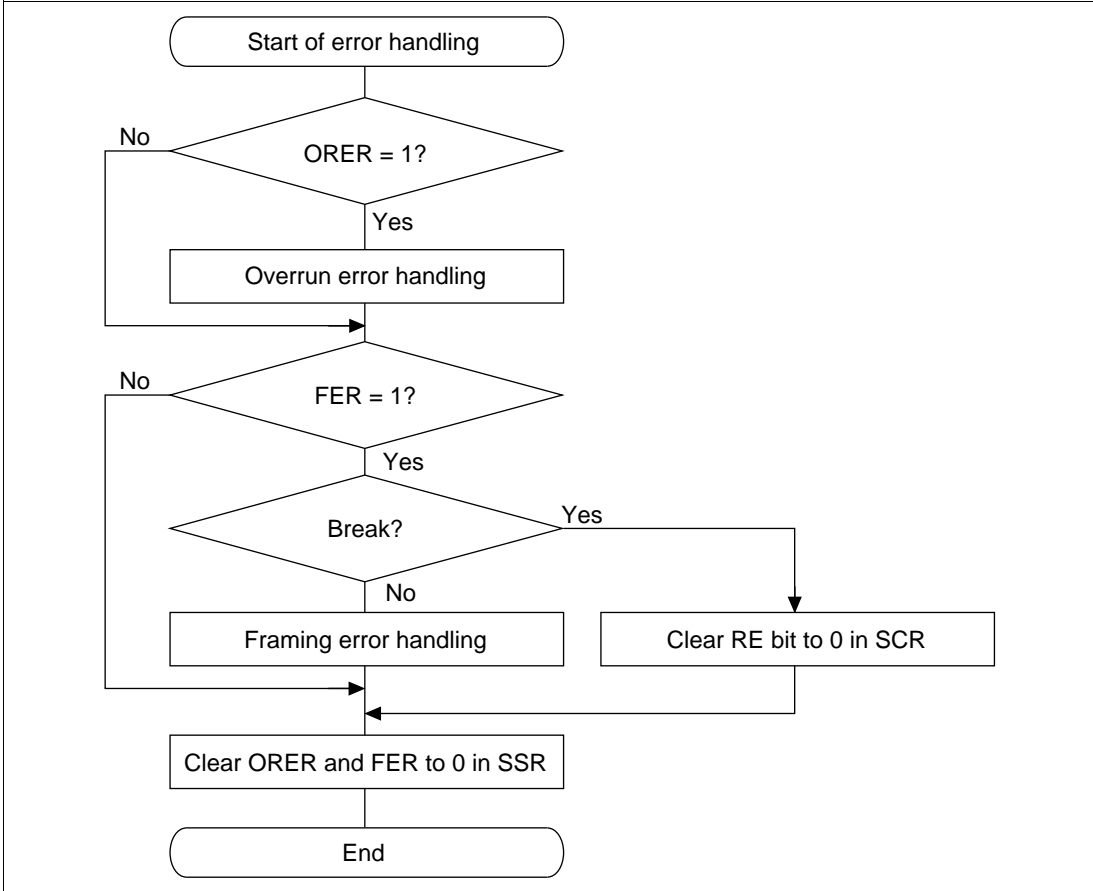 Start of error handling
No
ORER = 1?
Yes
Overrun error handling
No
FER = 1?
Yes
Break?
Yes
No
Framing error handling
Clear RE bit to 0 in SCR
Clear ORER and FER to 0 in SSR
End